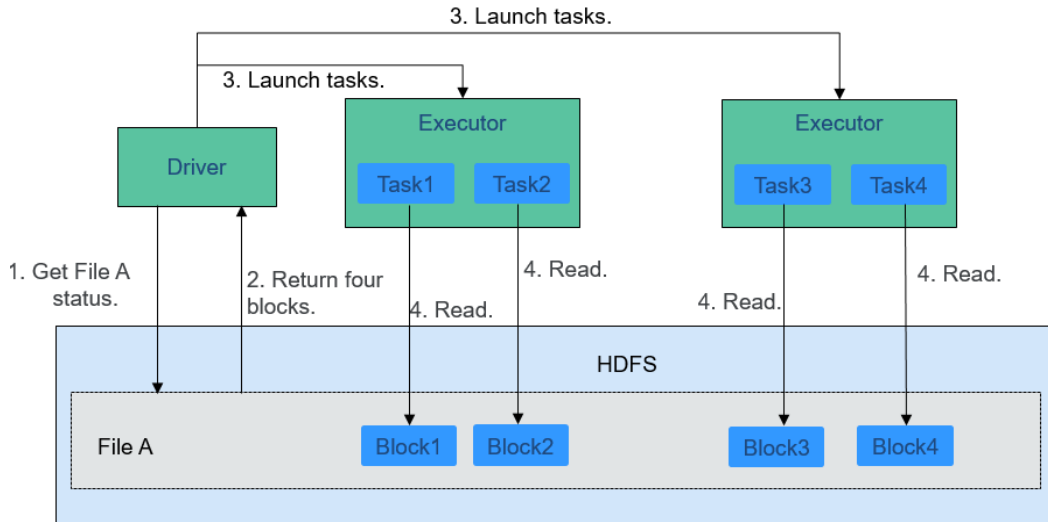 3. Launch tasks.
3. Launch tasks.
Executor
Executor
Driver
Task1
Task2
Task3
Task4
1. Get File A
status.
2. Return four
blocks.
4. Read.
4. Read.
4. Read.
4. Read.
HDFS
File A
Block1
Block2
Block3
Block4